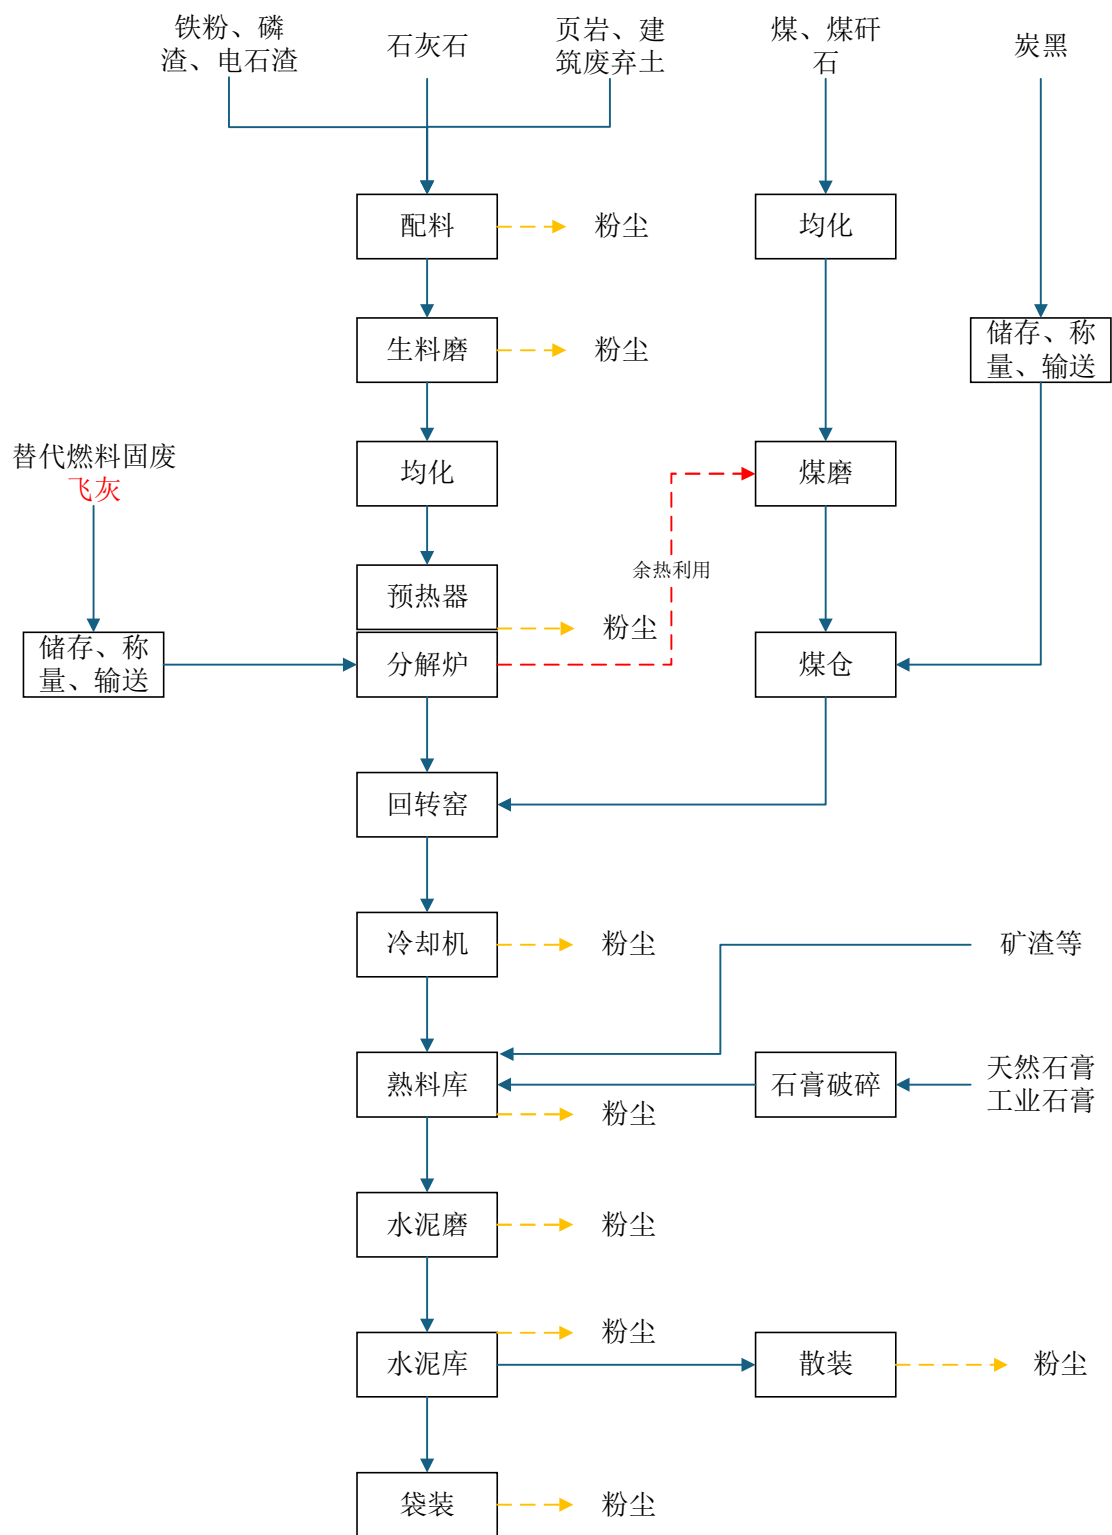 铁粉、磷
渣、电石渣
石灰石
页岩、建
筑废弃土
煤、煤矸
石
炭黑
配料
粉尘
均化
生料磨
粉尘
储存、称
量、输送
替代燃料固废
飞灰
均化
煤磨
余热利用
预热器
粉尘
储存、称
量、输送
分解炉
煤仓
回转窑
冷却机
粉尘
矿渣等
熟料库
石膏破碎
天然石膏
工业石膏
粉尘
水泥磨
粉尘
粉尘
水泥库
散装
粉尘
袋装
粉尘